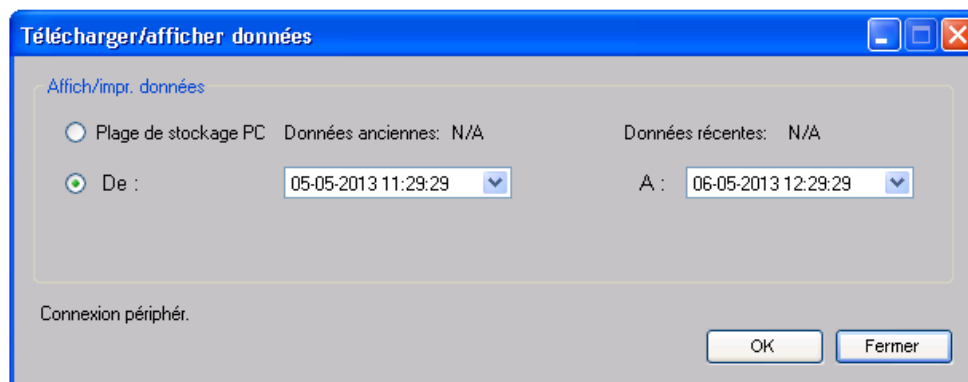 Télécharger/afficher données
Affich/impr. données
Plage de stockage PC Données anciennes: N/A Données récentes: N/A
De : 05-05-2013 11:29:29 A : 06-05-2013 12:29:29
Connexion périphér.
OK Fermer